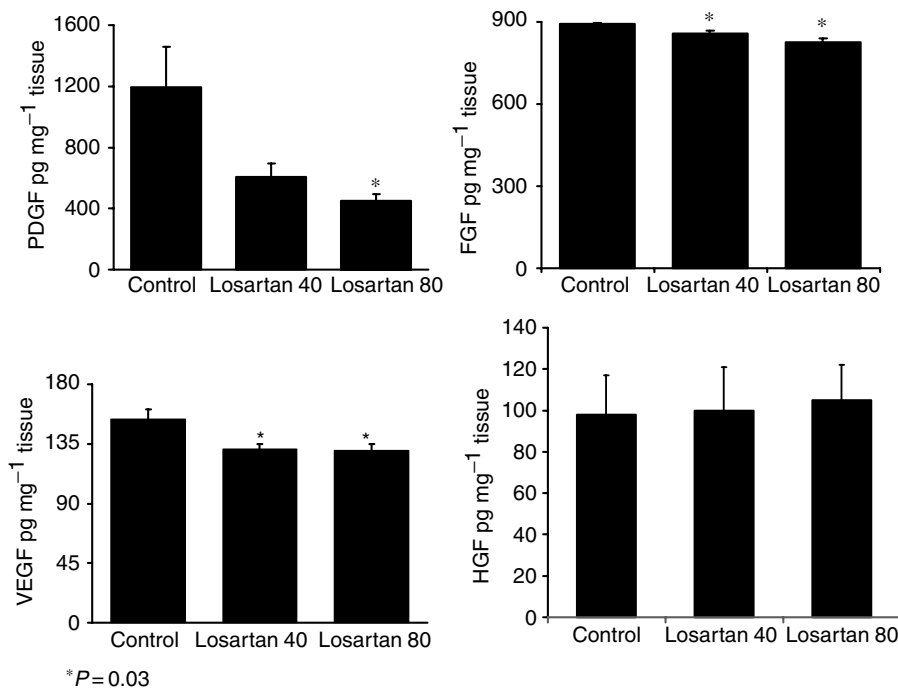 1600
1200
800
400
0
PDGF pg mg⁻¹ tissue
Control Losartan 40 Losartan 80
*
900
600
300
0
FGF pg mg⁻¹ tissue
Control Losartan 40 Losartan 80
* *
180
135
90
45
0
VEGF pg mg⁻¹ tissue
Control Losartan 40 Losartan 80
* *
140
120
100
80
60
40
20
0
HGF pg mg⁻¹ tissue
Control Losartan 40 Losartan 80
*P=0.03